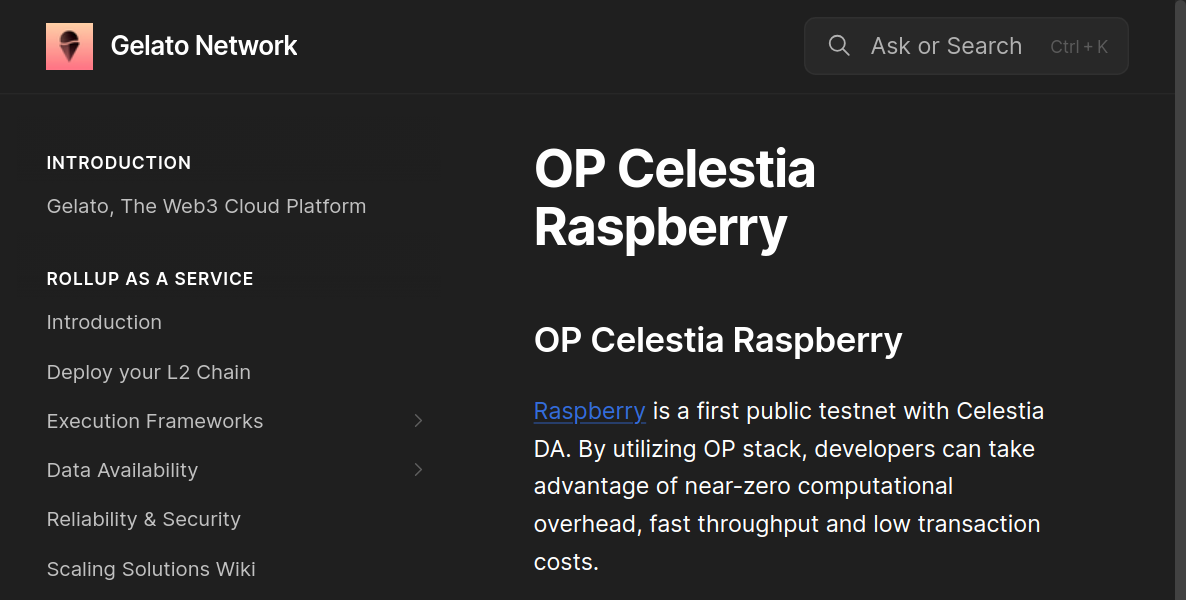 Gelato Network
Ask or Search Ctrl + K
INTRODUCTION
Gelato, The Web3 Cloud Platform
ROLLUP AS A SERVICE
Introduction
Deploy your L2 Chain
Execution Frameworks
Data Availability
Reliability & Security
Scaling Solutions Wiki
OP Celestia
Raspberry
OP Celestia Raspberry
Raspberry is a first public testnet with Celestia
DA. By utilizing OP stack, developers can take
advantage of near-zero computational
overhead, fast throughput and low transaction
costs.